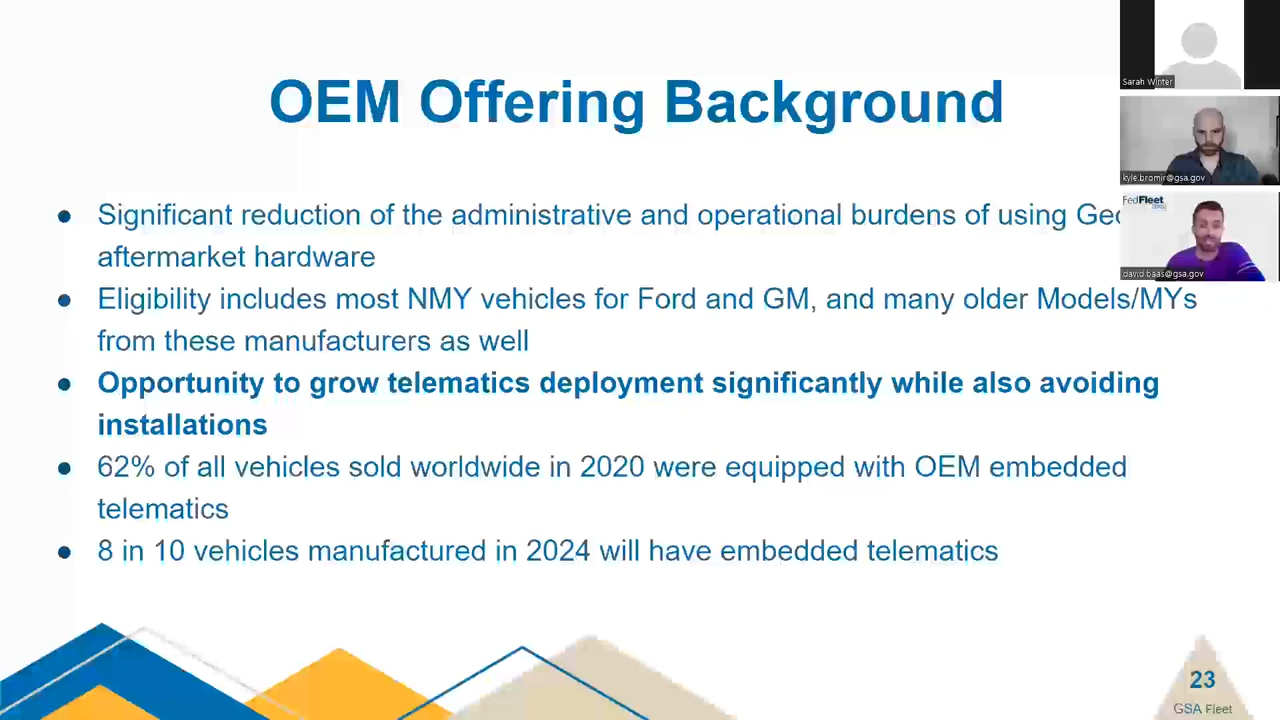 OEM Offering Background
● Significant reduction of the administrative and operational burdens of using
aftermarket hardware
● Eligibility includes most NMY vehicles for Ford and GM, and many older Models/MYs
from these manufacturers as well
● Opportunity to grow telematics deployment significantly while also avoiding
installations
● 62% of all vehicles sold worldwide in 2020 were equipped with OEM embedded
telematics
● 8 in 10 vehicles manufactured in 2024 will have embedded telematics
Sarah Winter
kyle.bromir@gsa.gov
FedFleet
david.baas@gsa.gov
23
GSA Fleet